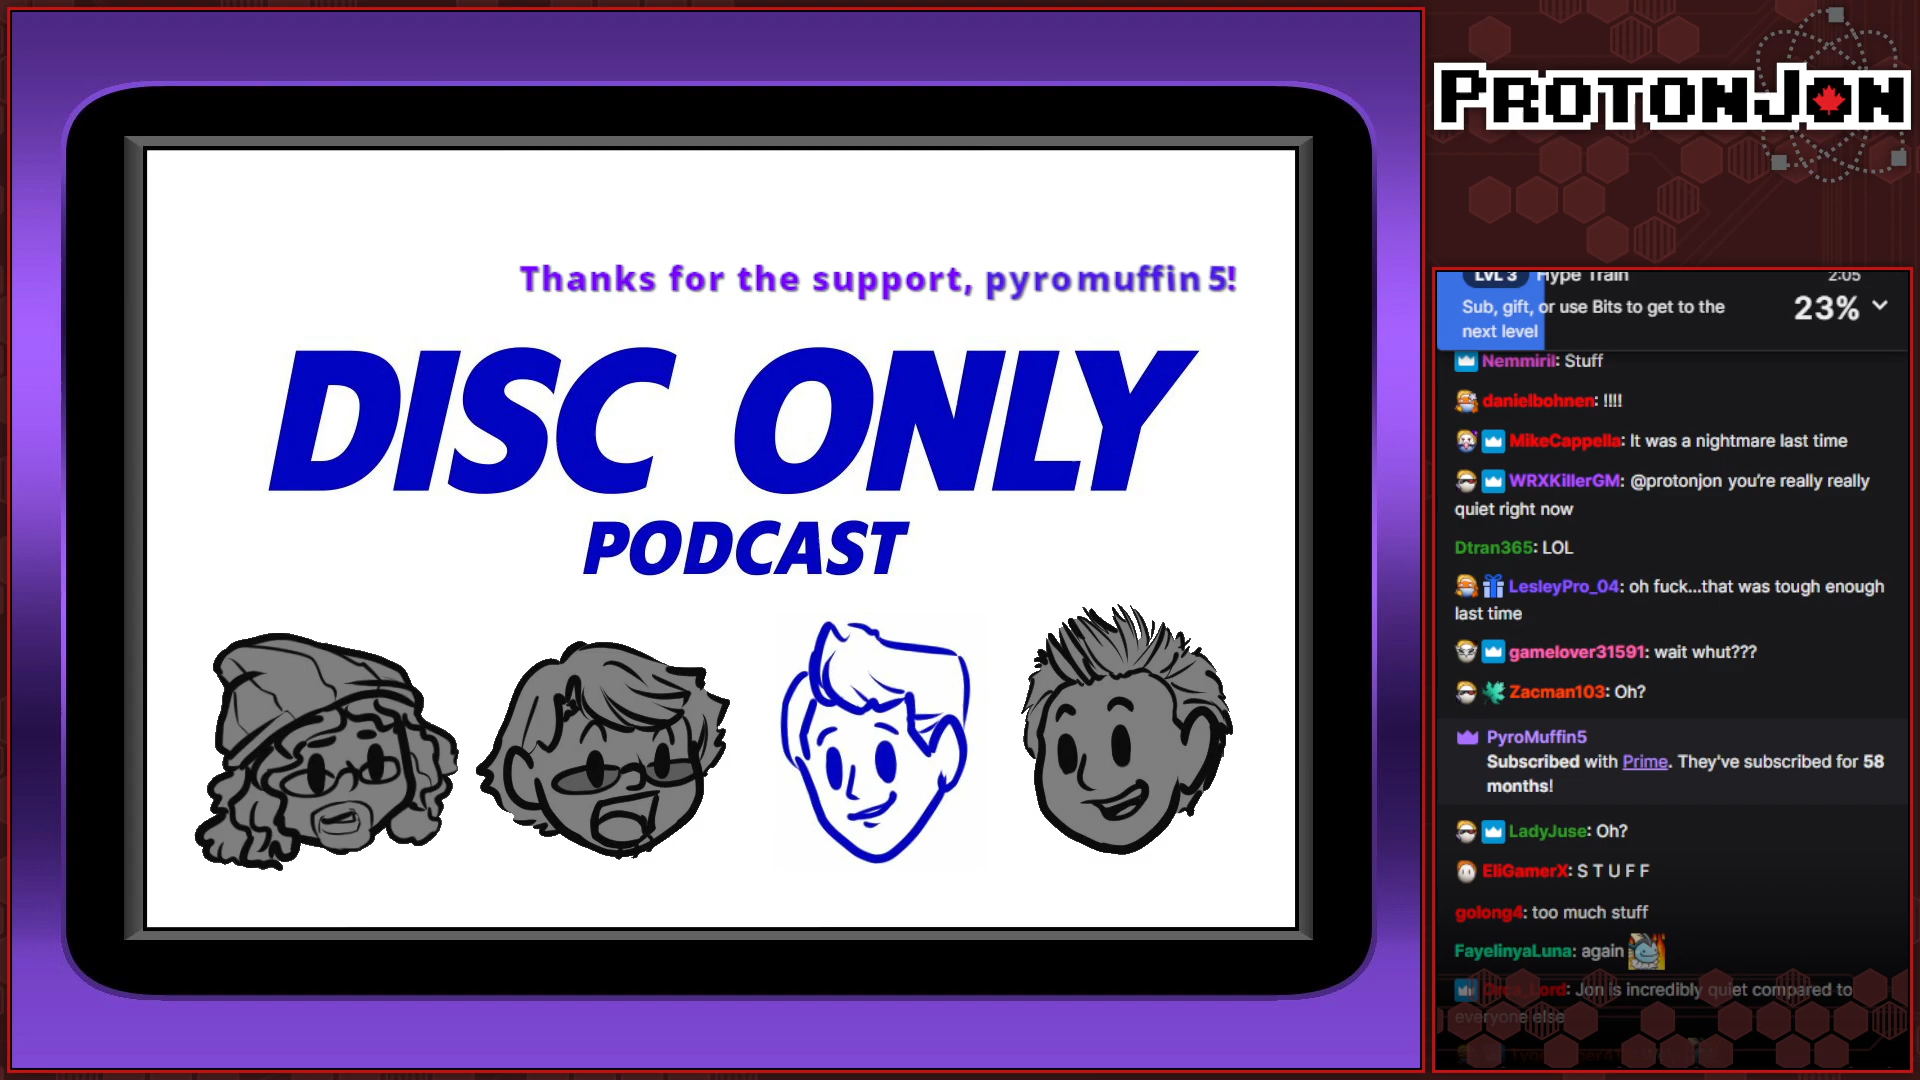 PROTONJON
Thanks for the support, pyromuffin5!
DISC ONLY
PODCAST
LVL 3 Hype Train 2:05
Sub, gift, or use Bits to get to the
next level
23%
Nemmiril: Stuff
danielbohnen: !!!!
MikeCappella: It was a nightmare last time
WRXKillerGM: @protonjon you're really really
quiet right now
Dtran365: LOL
LesleyPro_04: oh fuck...that was tough enough
last time
gamelover31591: wait whut???
Zacman103: Oh?
PyroMuffin5
Subscribed with Prime. They've subscribed for 58
months!
LadyJuse: Oh?
EliGamerX: S T U F F
golong4: too much stuff
FayelinyaLuna: again
Orca_Lord: Jon is incredibly quiet compared to
everyone else